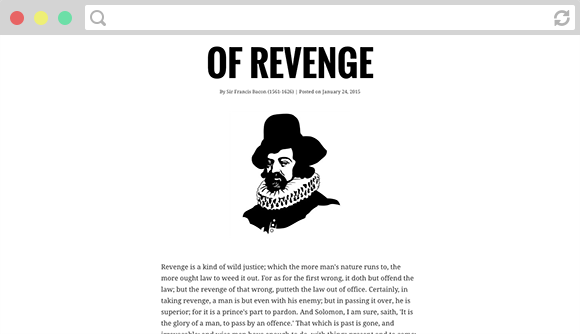 OF REVENGE
By Sir Francis Bacon (1561-1626) | Posted on January 24, 2015
Revenge is a kind of wild justice; which the more man's nature runs to, the
more ought law to weed it out. For as for the first wrong, it doth but offend the
law; but the revenge of that wrong, putteth the law out of office. Certainly, in
taking revenge, a man is but even with his enemy; but in passing it over, he is
superior; for it is a prince's part to pardon. And Solomon, I am sure, saith, 'It is
the glory of a man, to pass by an offence.' That which is past is gone, and